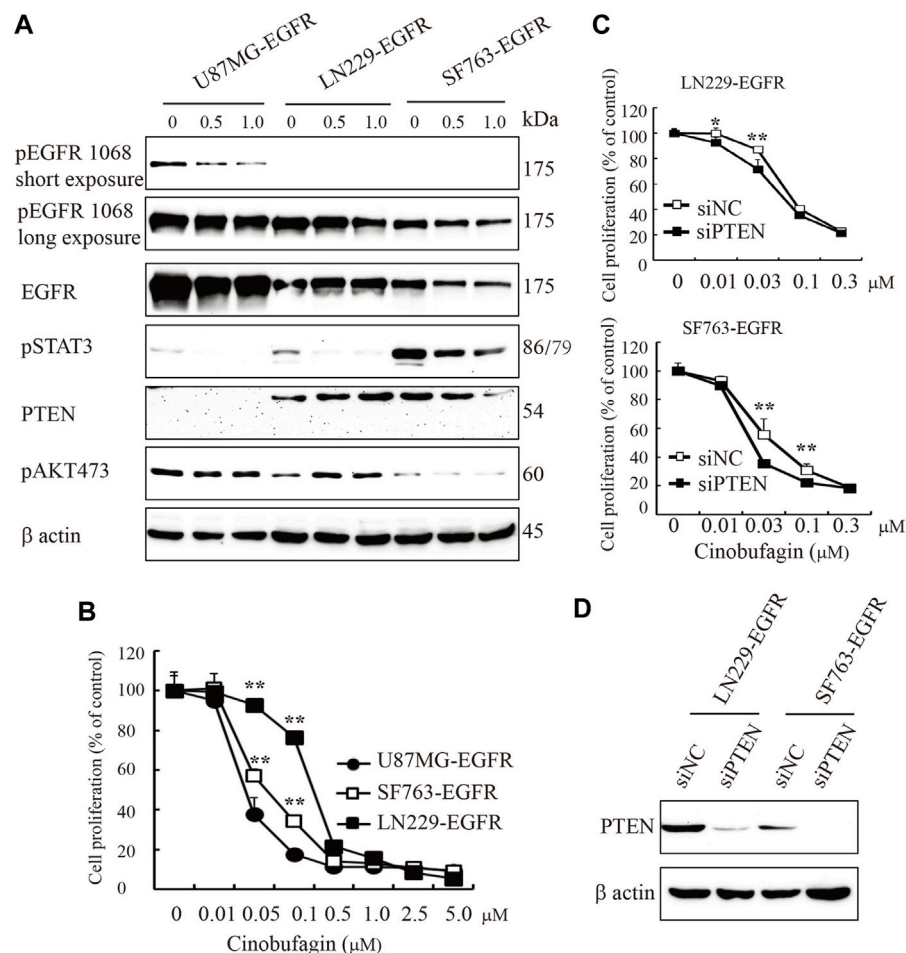 A
U87MG-EGFR LN229-EGFR SF763-EGFR
0 0.5 1.0 0 0.5 1.0 0 0.5 1.0 kDa
pEGFR 1068
short exposure
175
pEGFR 1068
long exposure
175
EGFR 175
pSTAT3 86/79
PTEN 54
pAKT473 60
β actin 45
C
LN229-EGFR
Cell proliferation (% of control)
120
100
80
60
40
20
0
* **
siNC
siPTEN
0 0.01 0.03 0.1 0.3 μM
SF763-EGFR
Cell proliferation (% of control)
120
100
80
60
40
20
0
** **
siNC
siPTEN
0 0.01 0.03 0.1 0.3 μM
Cinobufagin (μM)
B
Cell proliferation (% of control)
120
100
80
60
40
20
0
** **
** **
U87MG-EGFR
SF763-EGFR
LN229-EGFR
0 0.01 0.05 0.1 0.5 1.0 2.5 5.0 μM
Cinobufagin (μM)
D
LN229-EGFR SF763-EGFR
siNC siPTEN siNC siPTEN
PTEN
β actin